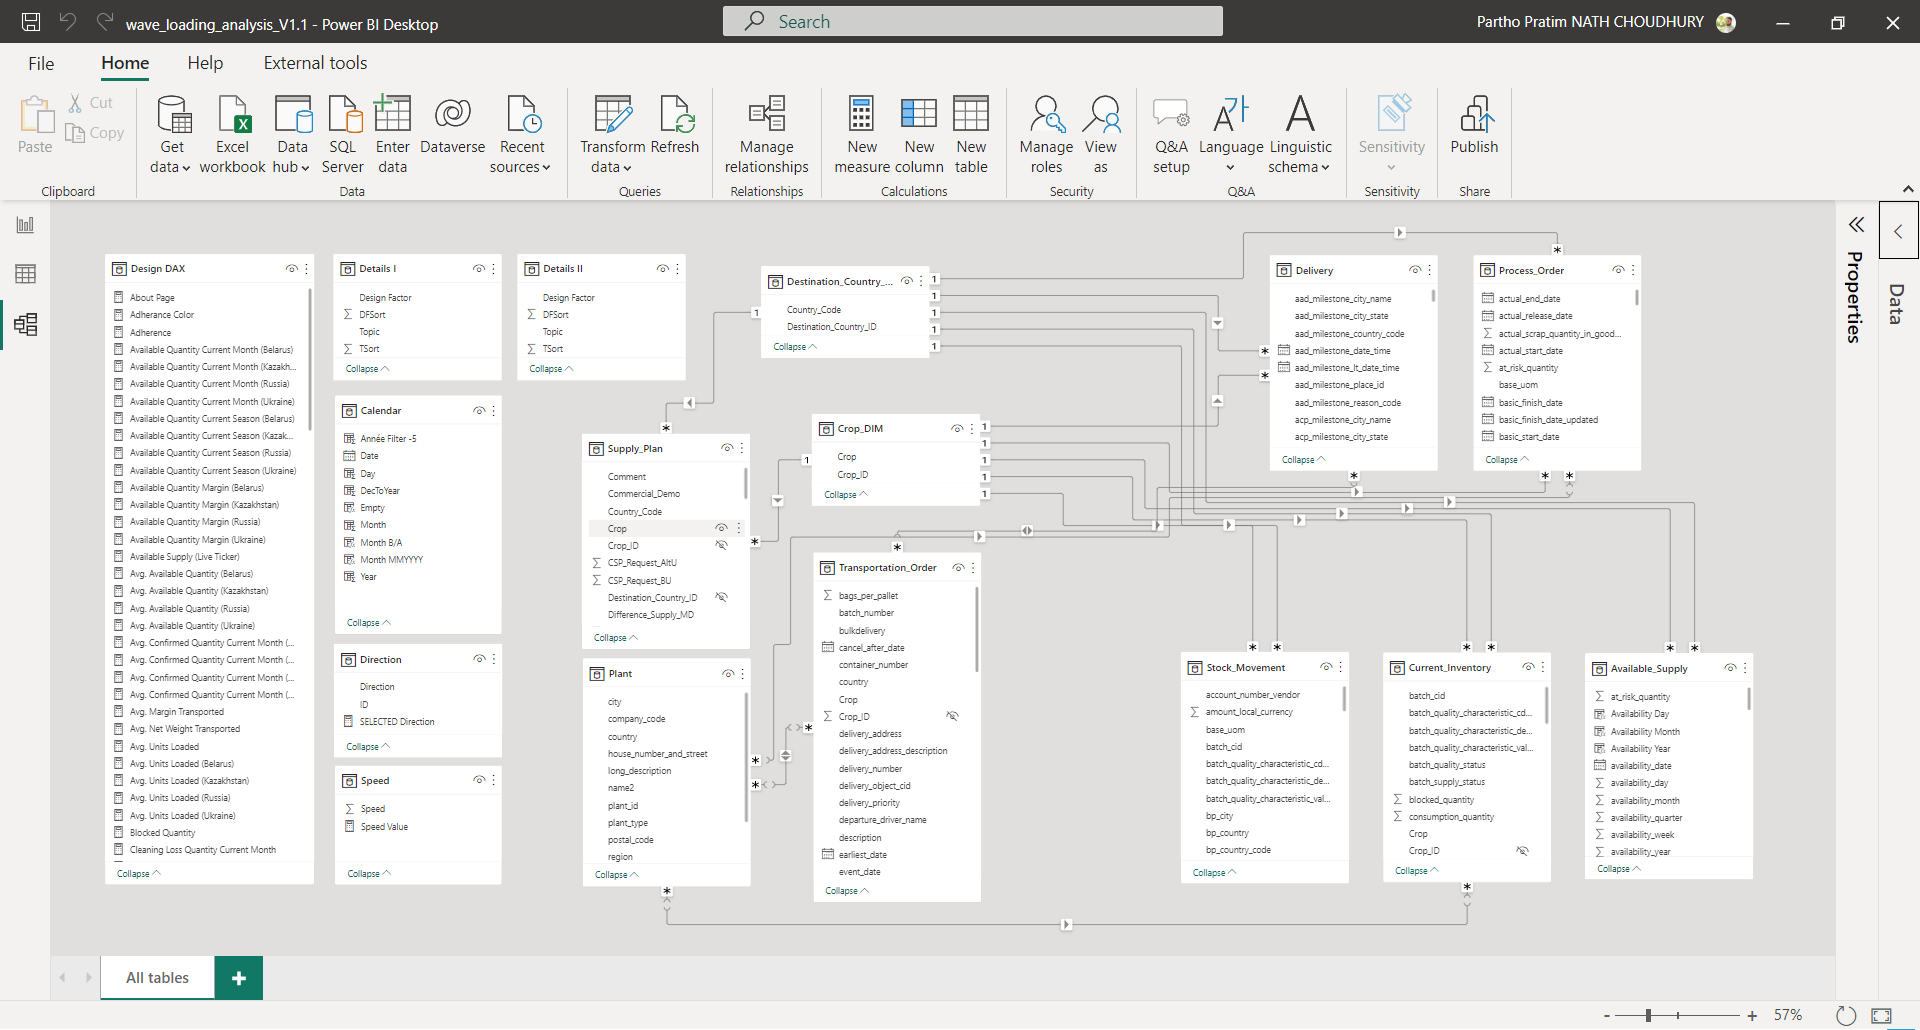 wave_loading_analysis_V1.1 - Power BI Desktop
Search
Partho Pratim NATH CHOUDHURY
File
Home
Help
External tools
Paste
Cut
Copy
Clipboard
Get data
Excel workbook
Data hub
SQL Server
Enter data
Dataverse
Recent sources
Data
Transform data
Refresh
Queries
Manage relationships
Relationships
New measure
New column
New table
Calculations
Manage roles
View as
Security
Q&A setup
Language
Linguistic schema
Q&A
Sensitivity
Sensitivity
Publish
Share
Design DAX
About Page
Adherance Color
Adherence
Available Quantity Current Month (Belarus)
Available Quantity Current Month (Kazakh...
Available Quantity Current Month (Russia)
Available Quantity Current Month (Ukraine)
Available Quantity Current Season (Belarus)
Available Quantity Current Season (Kazak...
Available Quantity Current Season (Russia)
Available Quantity Current Season (Ukraine)
Available Quantity Margin (Belarus)
Available Quantity Margin (Kazakhstan)
Available Quantity Margin (Russia)
Available Quantity Margin (Ukraine)
Available Supply (Live Ticker)
Avg. Available Quantity (Belarus)
Avg. Available Quantity (Kazakhstan)
Avg. Available Quantity (Russia)
Avg. Available Quantity (Ukraine)
Avg. Confirmed Quantity Current Month (...
Avg. Confirmed Quantity Current Month (...
Avg. Confirmed Quantity Current Month (...
Avg. Confirmed Quantity Current Month (...
Avg. Margin Transported
Avg. Net Weight Transported
Avg. Units Loaded
Avg. Units Loaded (Belarus)
Avg. Units Loaded (Kazakhstan)
Avg. Units Loaded (Russia)
Avg. Units Loaded (Ukraine)
Blocked Quantity
Cleaning Loss Quantity Current Month
Collapse
Details I
Design Factor
DFSort
Topic
TSort
Collapse
Details II
Design Factor
DFSort
Topic
TSort
Collapse
Calendar
Année Filter -5
Date
Day
DecToYear
Empty
Month
Month B/A
Month MMYYYY
Year
Collapse
Direction
Direction
ID
SELECTED Direction
Collapse
Speed
Speed
Speed Value
Collapse
Destination_Country_...
Country_Code
Destination_Country_ID
Collapse
1
1
1
1
1
1
Supply_Plan
Comment
Commercial_Demo
Country_Code
Crop
Crop_ID
CSP_Request_AltU
CSP_Request_BU
Destination_Country_ID
Difference_Supply_MD
Collapse
Crop_DIM
Crop
Crop_ID
Collapse
1
1
1
1
1
1
Plant
city
company_code
country
house_number_and_street
long_description
name2
plant_id
plant_type
postal_code
region
Collapse
Transportation_Order
bags_per_pallet
batch_number
bulkdelivery
cancel_after_date
container_number
country
Crop
Crop_ID
delivery_address
delivery_address_description
delivery_number
delivery_object_cid
delivery_priority
departure_driver_name
description
earliest_date
event_date
Collapse
Delivery
aad_milestone_city_name
aad_milestone_city_state
aad_milestone_country_code
aad_milestone_date_time
aad_milestone_lt_date_time
aad_milestone_place_id
aad_milestone_reason_code
acp_milestone_city_name
acp_milestone_city_state
Collapse
Process_Order
actual_end_date
actual_release_date
actual_scrap_quantity_in_good...
actual_start_date
at_risk_quantity
base_uom
basic_finish_date
basic_finish_date_updated
basic_start_date
Collapse
Stock_Movement
account_number_vendor
amount_local_currency
base_uom
batch_cid
batch_quality_characteristic_cd...
batch_quality_characteristic_de...
batch_quality_characteristic_val...
bp_city
bp_country
bp_country_code
Collapse
Current_Inventory
batch_cid
batch_quality_characteristic_cd...
batch_quality_characteristic_de...
batch_quality_characteristic_val...
batch_quality_status
batch_supply_status
blocked_quantity
consumption_quantity
Crop
Crop_ID
Collapse
Available_Supply
at_risk_quantity
Availability Day
Availability Month
Availability Year
availability_date
availability_day
availability_month
availability_quarter
availability_week
availability_year
Collapse
Properties
Data
All tables
57%